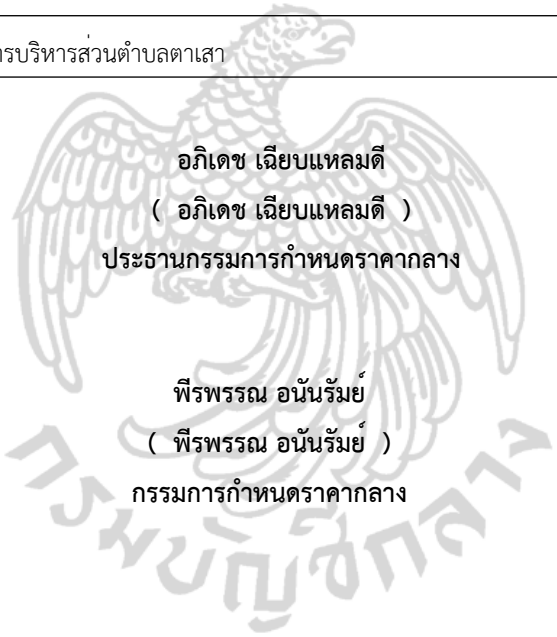 รบริหารส่วนตำบลตาเสา
อภิเดช เฉียบแหลมดี
( อภิเดช เฉียบแหลมดี )
ประธานกรรมการกำหนดราคากลาง
พีรพรรณ อนันรัมย์
( พีรพรรณ อนันรัมย์ )
กรรมการกำหนดราคากลาง
กรมบัญชีกลาง